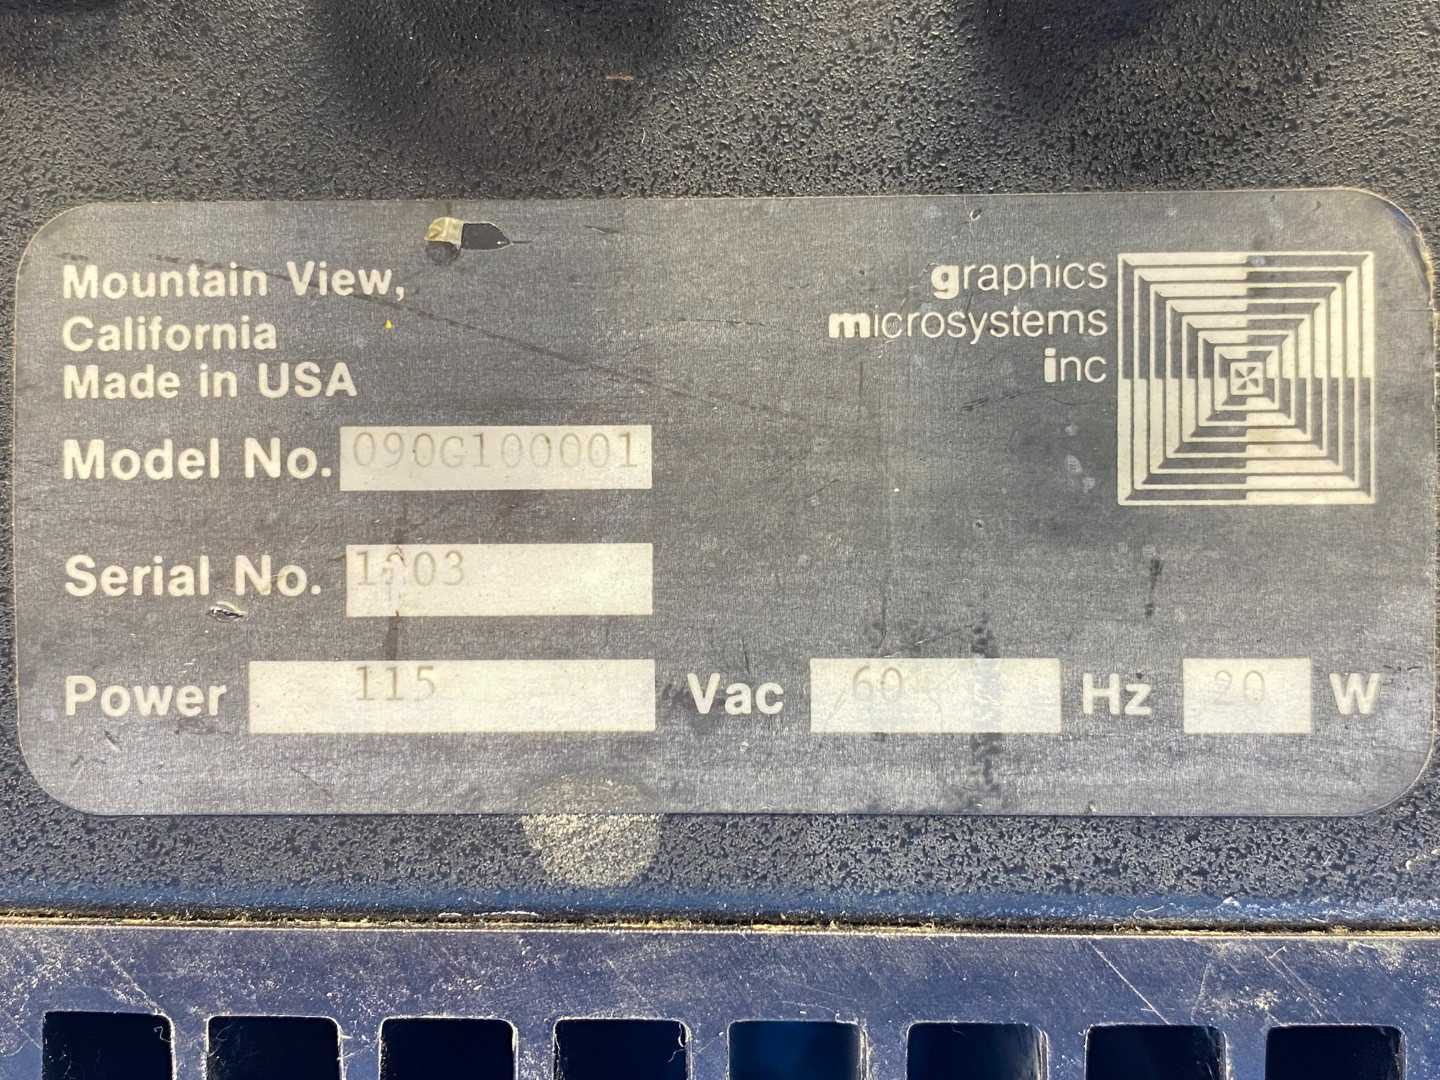 Mountain View,
California
Made in USA
graphics
microsystems
inc
Model No. 090G100001
Serial No.
Power 115 Vac 60 Hz 20 W